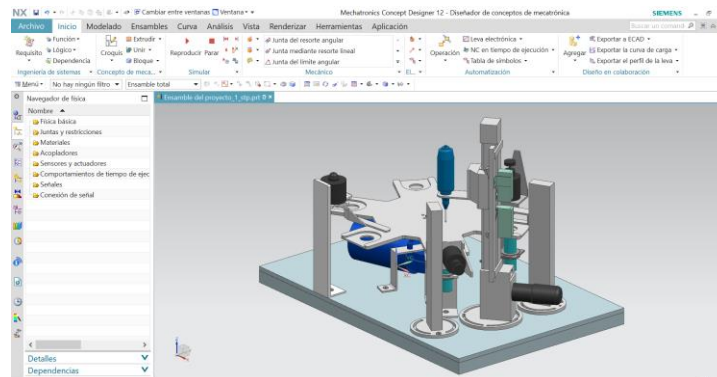 NX Cambiar entre ventanas Ventana Mechatronics Concept Designer 12 - Diseñador de conceptos de mecatrónica SIEMENS
Archivo Inicio Modelado Ensambles Curva Análisis Vista Renderizar Herramientas Aplicación Buscar un comand
Función Extrude Junta del resorte angular Leva electrónica Exportar a ECAD
Requisito Lógico Croquis Unir Reproducir Parar Junta mediante resorte lineal Operación NC en tiempo de ejecución Agregar Exportar la curva de carga
Dependencia Bloque Junta del límite angular Tabla de símbolos Exportar el perfil de la leva
Ingeniería de sistemas Concepto de meca... Simular Mecánico El... Automatización Diseño en colaboración
Menú No hay ningún filtro Ensamble total
Navegador de física Ensamble del proyecto_1_stp.prt
Nombre
Física básica
Juntas y restricciones
Materiales
Acopladores
Sensores y actuadores
Comportamientos de tiempo de ejec
Señales
Conexión de señal
Detalles
Dependencias